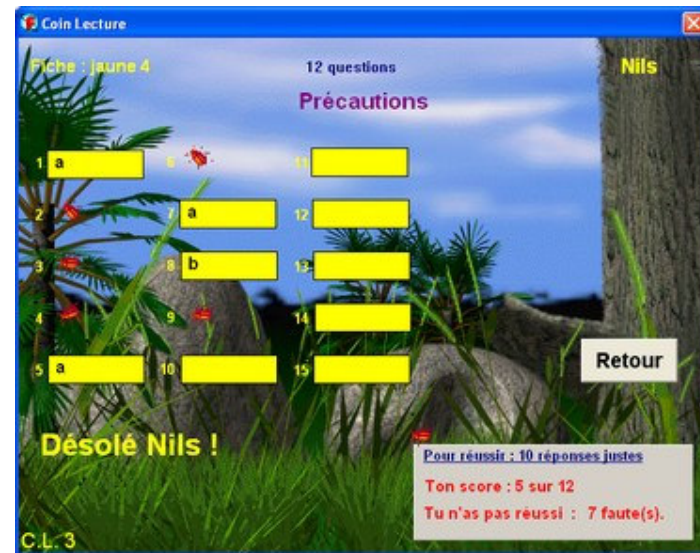 Coin Lecture
Fiche : jaune 4
12 questions
Nils
Précautions
1 a
2
3
4
5 a
6
7 a
8 b
9
10
11
12
13
14
15
Retour
Désolé Nils !
Pour réussir : 10 réponses justes
Ton score : 5 sur 12
Tu n'as pas réussi : 7 faute(s).
C.L. 3